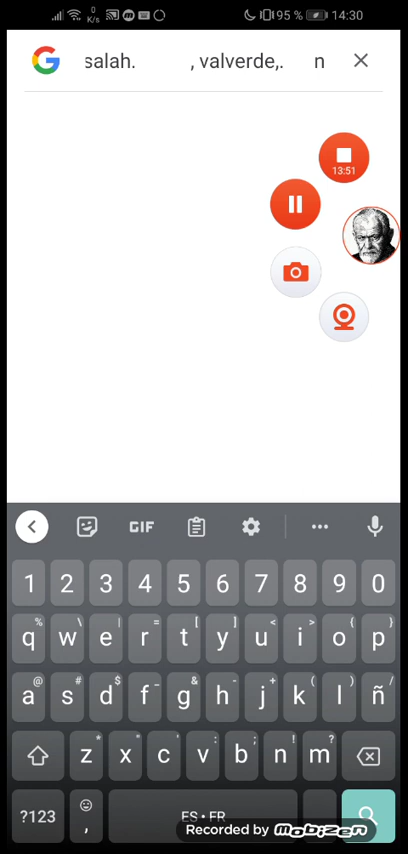 0 K/s 95 % 14:30
salah. , valverde,. n
13:51
GIF
1 2 3 4 5 6 7 8 9 0
% \ | = [ ] < > { }
q w e r t y u i o p
@ # $ _ & - + ( ) /
a s d f g h j k l ñ
* " ' : ; ! ?
z x c v b n m
?123 , ES • FR
Recorded by mobizen